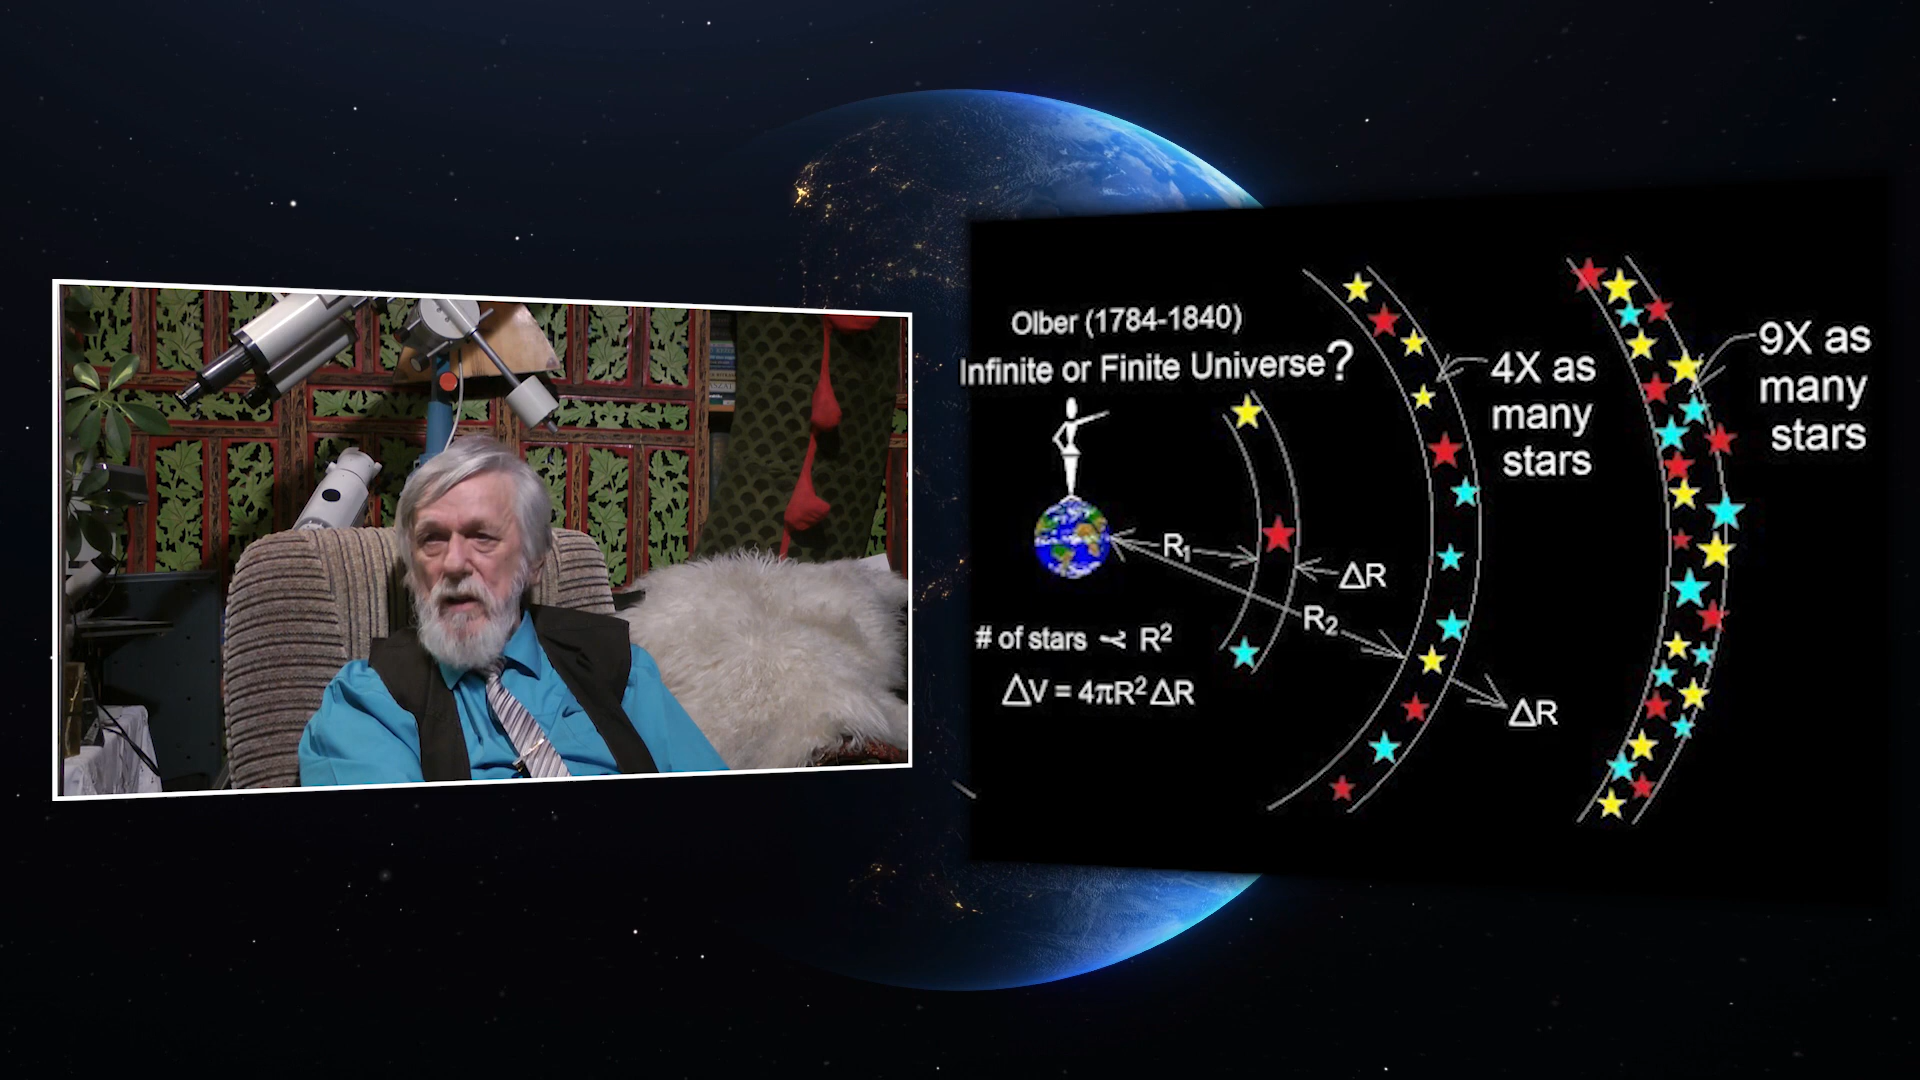 Olber (1784-1840)
Infinite or Finite Universe?
4X as
many
stars
9X as
many
stars
R₁
ΔR
R₂
# of stars ∝ R²
ΔV = 4πR²ΔR
ΔR